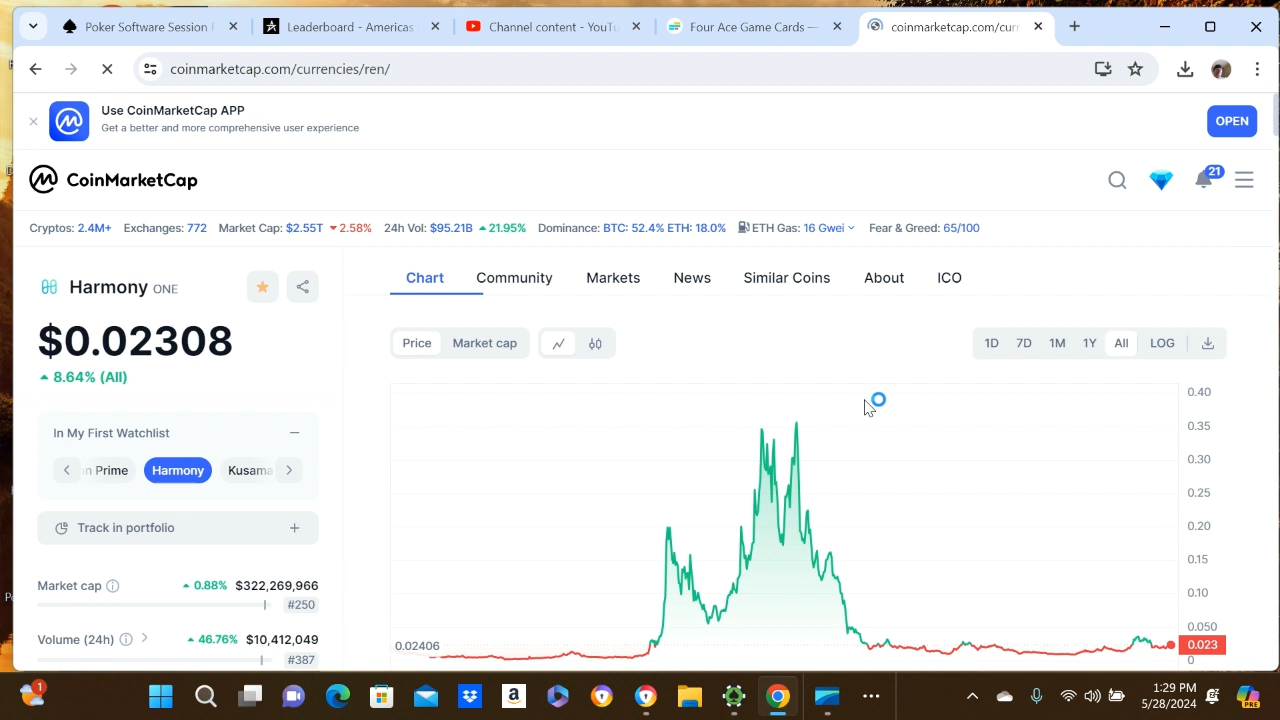 Poker Software Session
Leaderboard - Americas
Channel content - YouTu
Four Ace Game Cards —
coinmarketcap.com/curr
coinmarketcap.com/currencies/ren/
Use CoinMarketCap APP
Get a better and more comprehensive user experience
OPEN
CoinMarketCap
21
Cryptos: 2.4M+ Exchanges: 772 Market Cap: $2.55T 2.58% 24h Vol: $95.21B 21.95% Dominance: BTC: 52.4% ETH: 18.0% ETH Gas: 16 Gwei Fear & Greed: 65/100
Harmony ONE
$0.02308
8.64% (All)
In My First Watchlist
n Prime Harmony Kusama
Track in portfolio
Market cap 0.88% $322,269,966
#250
Volume (24h) 46.76% $10,412,049
#387
Chart Community Markets News Similar Coins About ICO
Price Market cap
1D 7D 1M 1Y All LOG
0.40
0.35
0.30
0.25
0.20
0.15
0.10
0.050
0.02406
0.023
0
1
a
1:29 PM
5/28/2024
PRE